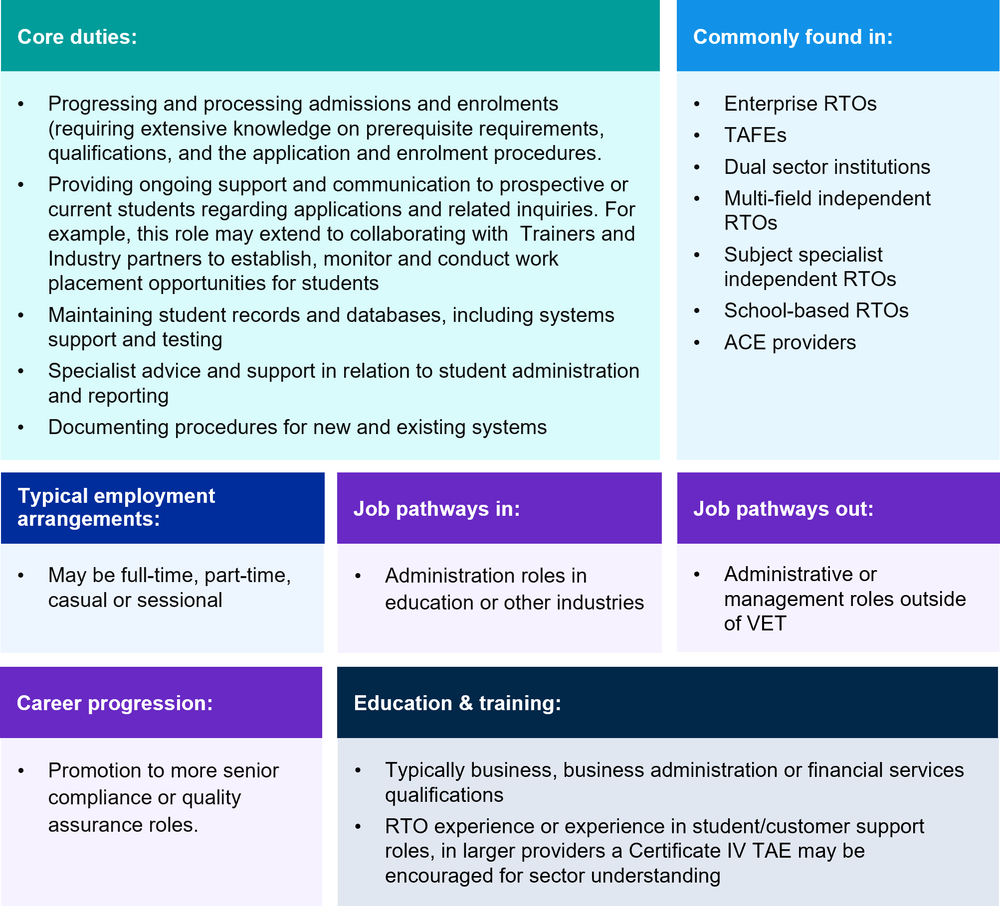 Core duties:
• Progressing and processing admissions and enrolments
(requiring extensive knowledge on prerequisite requirements,
qualifications, and the application and enrolment procedures.
• Providing ongoing support and communication to prospective or
current students regarding applications and related inquiries. For
example, this role may extend to collaborating with  Trainers and
Industry partners to establish, monitor and conduct work
placement opportunities for students
• Maintaining student records and databases, including systems
support and testing
• Specialist advice and support in relation to student administration
and reporting
• Documenting procedures for new and existing systems
Commonly found in:
• Enterprise RTOs
• TAFEs
• Dual sector institutions
• Multi-field independent
RTOs
• Subject specialist
independent RTOs
• School-based RTOs
• ACE providers
Typical employment
arrangements:
• May be full-time, part-time,
casual or sessional
Job pathways in:
• Administration roles in
education or other industries
Job pathways out:
• Administrative or
management roles outside
of VET
Career progression:
• Promotion to more senior
compliance or quality
assurance roles.
Education & training:
• Typically business, business administration or financial services
qualifications
• RTO experience or experience in student/customer support
roles, in larger providers a Certificate IV TAE may be
encouraged for sector understanding